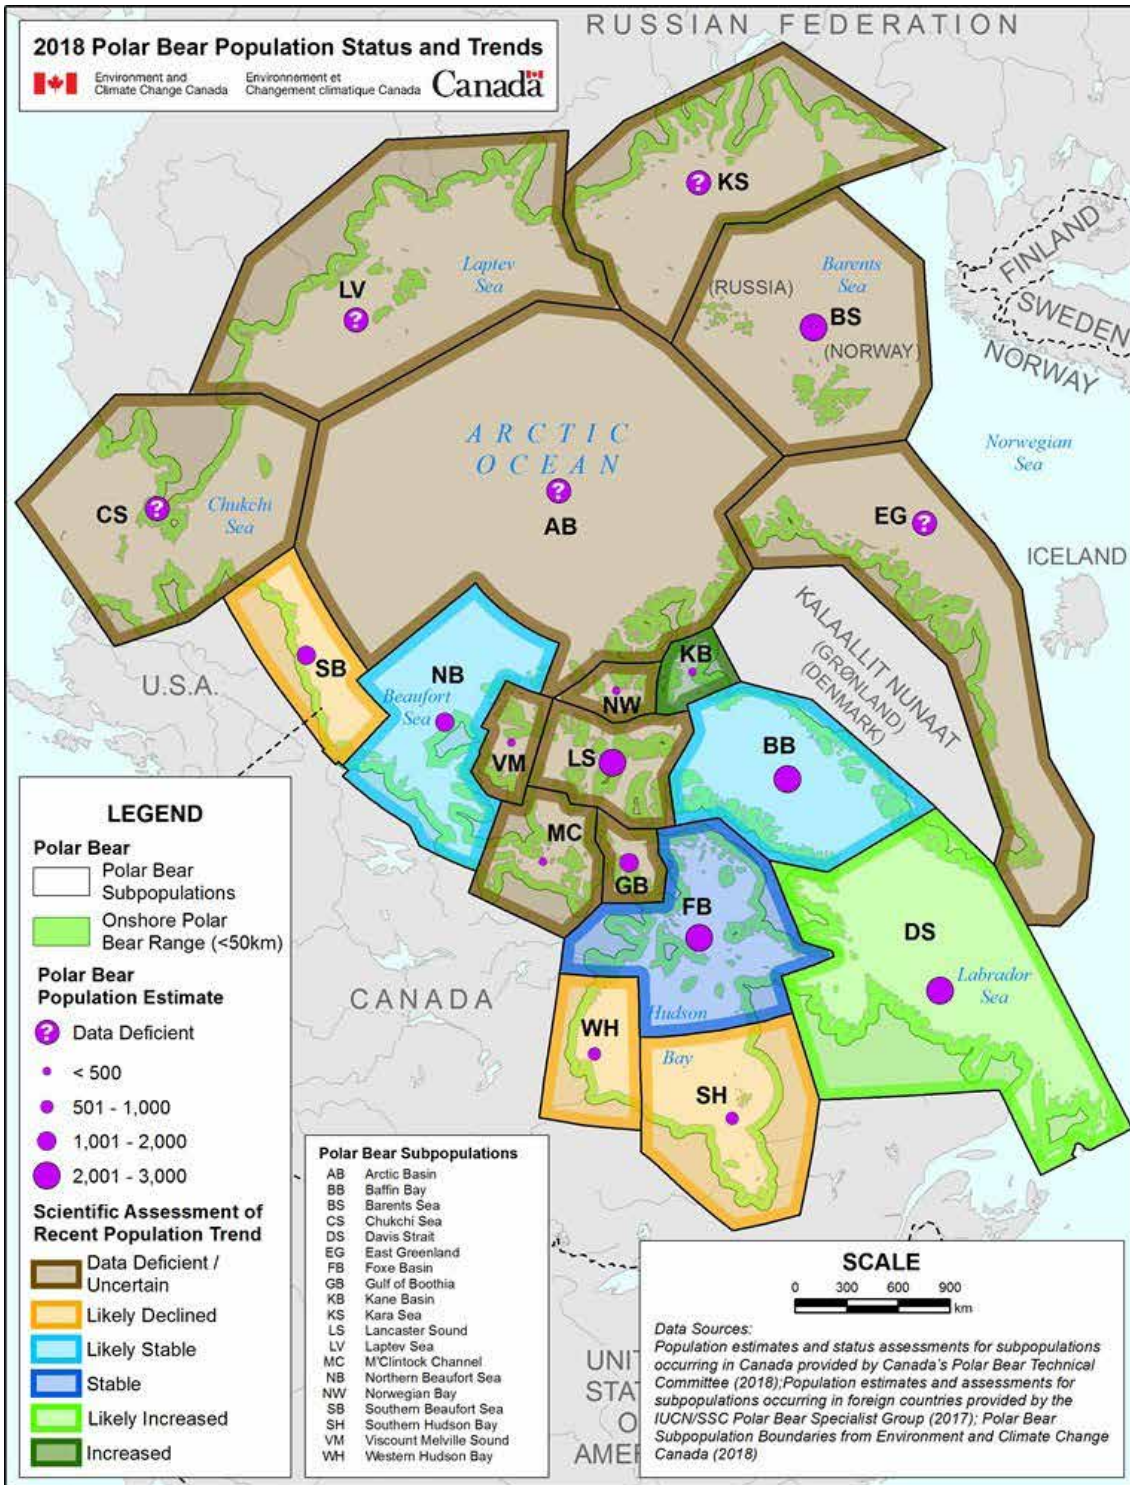 2018 Polar Bear Population Status and Trends
Environment and
Climate Change Canada
Environnement et
Changement climatique Canada
Canada
RUSSIAN FEDERATION
KS
?
LV
?
Laptev
Sea
(RUSSIA)
Barents
Sea
BS
(NORWAY)
FINLAND
SWEDEN
NORWAY
ARCTIC
OCEAN
?
AB
Norwegian
Sea
CS
?
Chukchi
Sea
EG
?
ICELAND
KALAALLIT NUNAAT
(GRØNLAND)
(DENMARK)
U.S.A.
SB
NB
Beaufort
Sea
KB
NW
VM
LS
BB
MC
GB
FB
DS
Labrador
Sea
CANADA
Hudson
Bay
WH
SH
UNIT
STAT
O
AMERI
LEGEND
Polar Bear
Polar Bear
Subpopulations
Onshore Polar
Bear Range (<50km)
Polar Bear
Population Estimate
? Data Deficient
< 500
501 - 1,000
1,001 - 2,000
2,001 - 3,000
Scientific Assessment of
Recent Population Trend
Data Deficient /
Uncertain
Likely Declined
Likely Stable
Stable
Likely Increased
Increased
Polar Bear Subpopulations
AB Arctic Basin
BB Baffin Bay
BS Barents Sea
CS Chukchi Sea
DS Davis Strait
EG East Greenland
FB Foxe Basin
GB Gulf of Boothia
KB Kane Basin
KS Kara Sea
LS Lancaster Sound
LV Laptev Sea
MC M'Clintock Channel
NB Northern Beaufort Sea
NW Norwegian Bay
SB Southern Beaufort Sea
SH Southern Hudson Bay
VM Viscount Melville Sound
WH Western Hudson Bay
SCALE
0 300 600 900
km
Data Sources:
Population estimates and status assessments for subpopulations
occurring in Canada provided by Canada's Polar Bear Technical
Committee (2018);Population estimates and assessments for
subpopulations occurring in foreign countries provided by the
IUCN/SSC Polar Bear Specialist Group (2017); Polar Bear
Subpopulation Boundaries from Environment and Climate Change
Canada (2018)